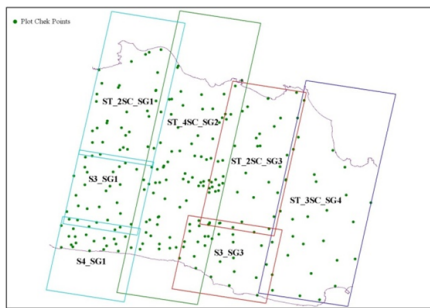 Plot Chek Points
ST_2SC_SG1
ST_4SC_SG2
ST_2SC_SG3
S3_SG1
ST_3SC_SG4
S3_SG3
S4_SG1